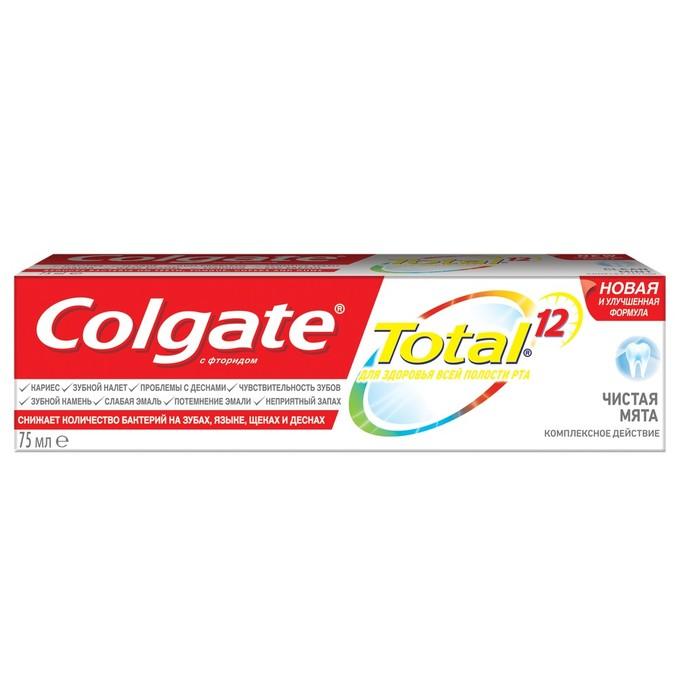 Colgate®
с фторидом
КАРИЕС ✓ ЗУБНОЙ НАЛЕТ ✓ ПРОБЛЕМЫ С ДЕСНАМИ ✓ ЧУВСТВИТЕЛЬНОСТЬ ЗУБОВ
✓ ЗУБНОЙ КАМЕНЬ ✓ СЛАБАЯ ЭМАЛЬ ✓ ПОТЕМНЕНИЕ ЭМАЛИ ✓ НЕПРИЯТНЫЙ ЗАПАХ
СНИЖАЕТ КОЛИЧЕСТВО БАКТЕРИЙ НА ЗУБАХ, ЯЗЫКЕ, ЩЕКАХ И ДЕСНАХ
75 МЛ ℮
Total®12
ДЛЯ ЗДОРОВЬЯ ВСЕЙ ПОЛОСТИ РТА
НОВАЯ
И УЛУЧШЕННАЯ
ФОРМУЛА
ЧИСТАЯ
МЯТА
КОМПЛЕКСНОЕ ДЕЙСТВИЕ